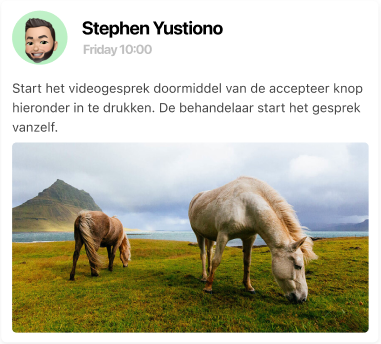 Stephen Yustiono
Friday 10:00
Start het videogesprek doormiddel van de accepteer knop
hieronder in te drukken. De behandelaar start het gesprek
vanzelf.